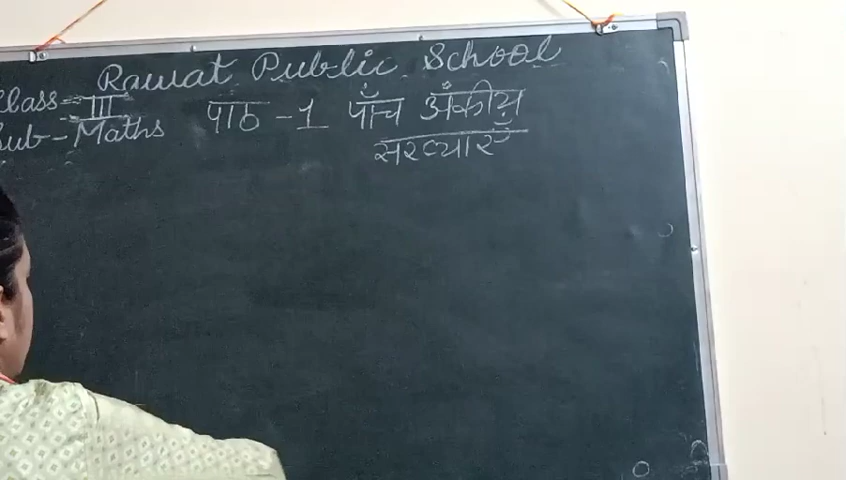 Rawat Public School
Class - III
Sub - Maths
पाठ - 1 पाँच अंकीय
संख्याएँ